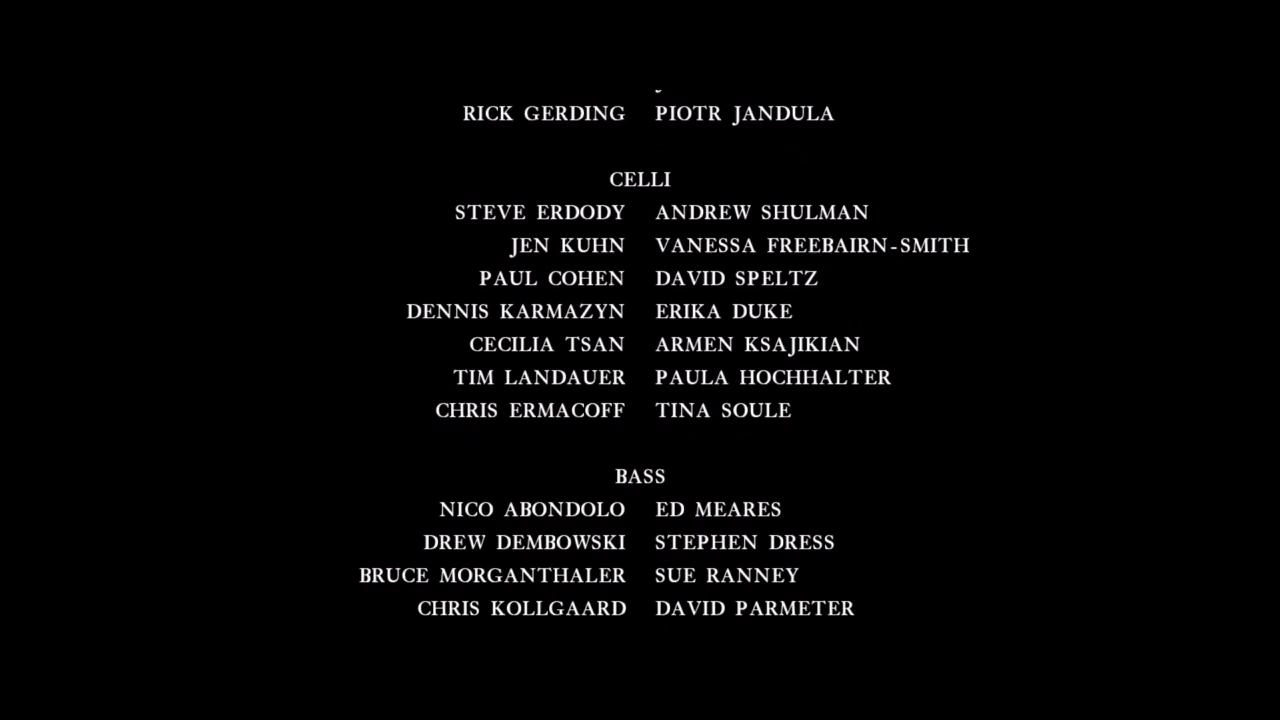 RICK GERDING PIOTR JANDULA
CELLI
STEVE ERDODY ANDREW SHULMAN
JEN KUHN VANESSA FREEBAIRN-SMITH
PAUL COHEN DAVID SPELTZ
DENNIS KARMAZYN ERIKA DUKE
CECILIA TSAN ARMEN KSAJIKIAN
TIM LANDAUER PAULA HOCHHALTER
CHRIS ERMACOFF TINA SOULE
BASS
NICO ABONDOLO ED MEARES
DREW DEMBOWSKI STEPHEN DRESS
BRUCE MORGANTHALER SUE RANNEY
CHRIS KOLLGAARD DAVID PARMETER